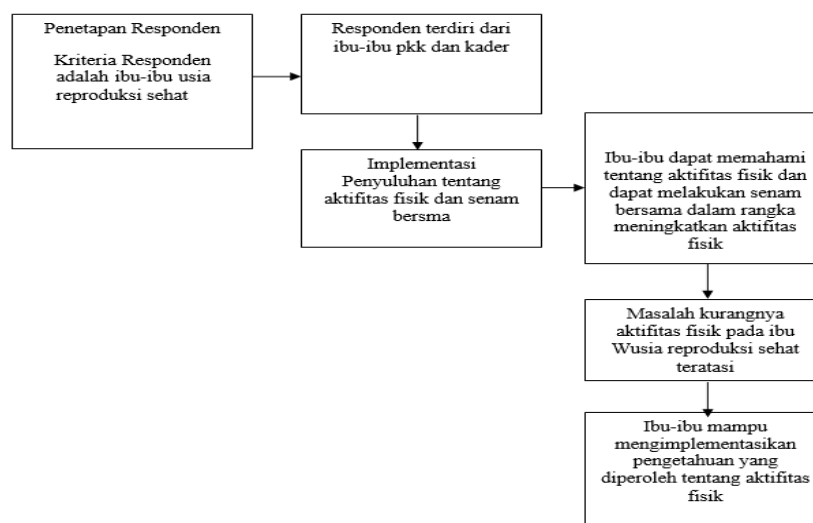 Penetapan Responden
Kriteria Responden
adalah ibu-ibu usia
reproduksi sehat
Responden terdiri dari
ibu-ibu pkk dan kader
Implementasi
Penyuluhan tentang
aktifitas fisik dan senam
bersma
Ibu-ibu dapat memahami
tentang aktifitas fisik dan
dapat melakukan senam
bersama dalam rangka
meningkatkan aktifitas
fisik
Masalah kurangnya
aktifitas fisik pada ibu
Wusia reproduksi sehat
teratasi
Ibu-ibu mampu
mengimplementasikan
pengetahuan yang
diperoleh tentang aktifitas
fisik